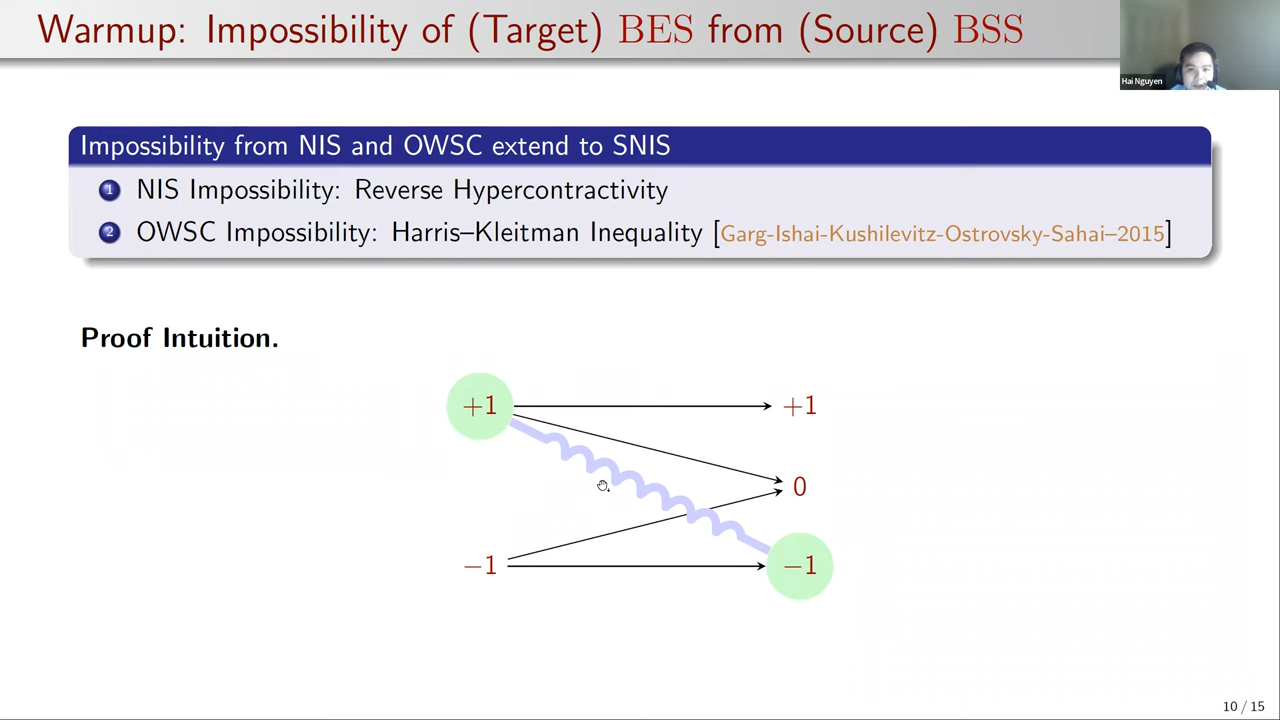 Warmup: Impossibility of (Target) BES from (Source) BSS
Hai Nguyen
Impossibility from NIS and OWSC extend to SNIS
1 NIS Impossibility: Reverse Hypercontractivity
2 OWSC Impossibility: Harris–Kleitman Inequality [Garg-Ishai-Kushilevitz-Ostrovsky-Sahai–2015]
Proof Intuition.
+1 +1
0
−1 −1
10 / 15